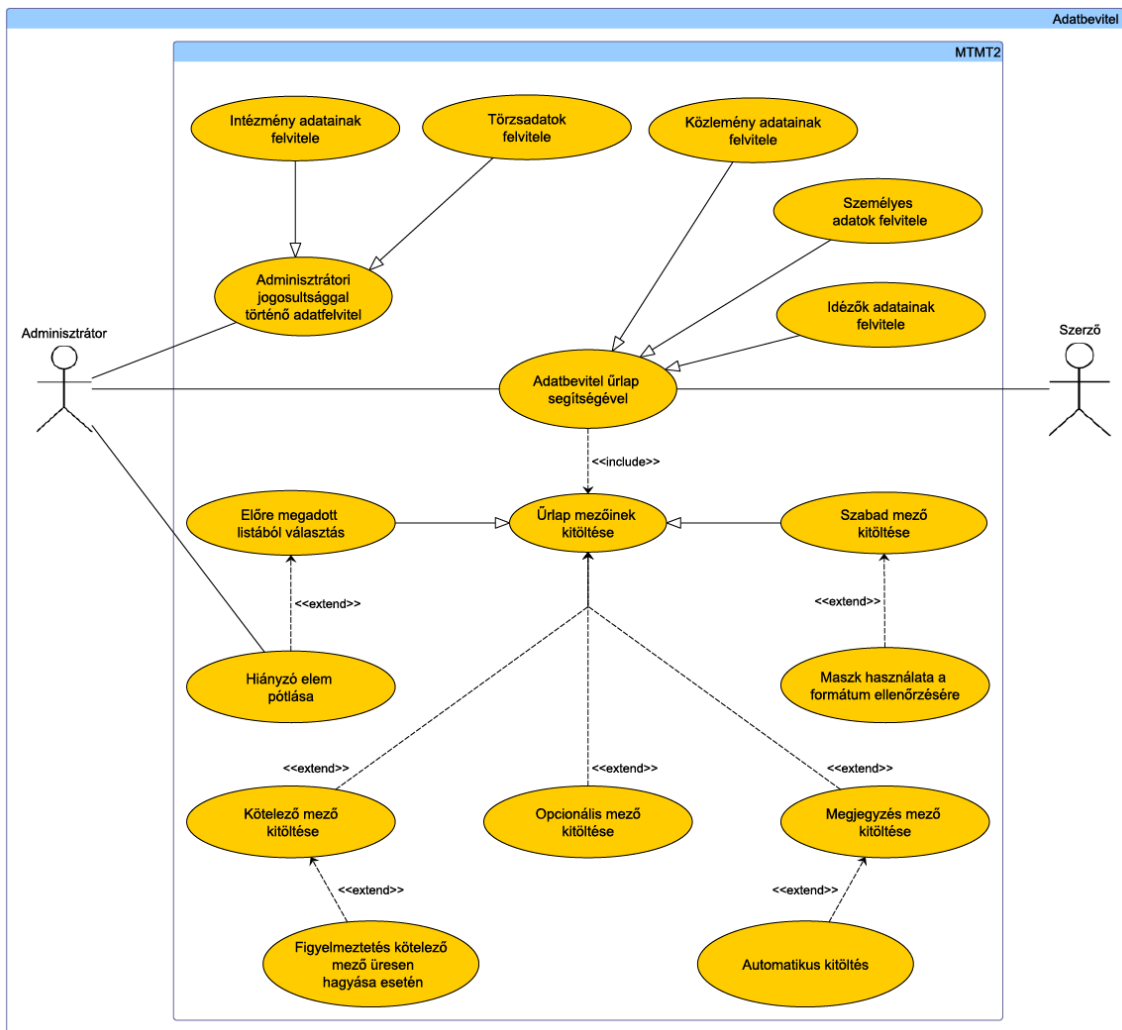 Adatbevitel
MTMT2
Intézmény adatainak
felvitele
Törzsadatok
felvitele
Közlemény adatainak
felvitele
Személyes
adatok felvitele
Adminisztrátori
jogosultsággal
történő adatfelvitel
Idézők adatainak
felvitele
Adminisztrátor
Szerző
Adatbevitel űrlap
segítségével
<<include>>
Előre megadott
listából választás
Űrlap mezőinek
kitöltése
Szabad mező
kitöltése
<<extend>>
<<extend>>
Hiányzó elem
pótlása
Maszk használata a
formátum ellenőrzésére
<<extend>>
<<extend>>
<<extend>>
Kötelező mező
kitöltése
Opcionális mező
kitöltése
Megjegyzés mező
kitöltése
<<extend>>
<<extend>>
Figyelmeztetés kötelező
mező üresen
hagyása esetén
Automatikus kitöltés